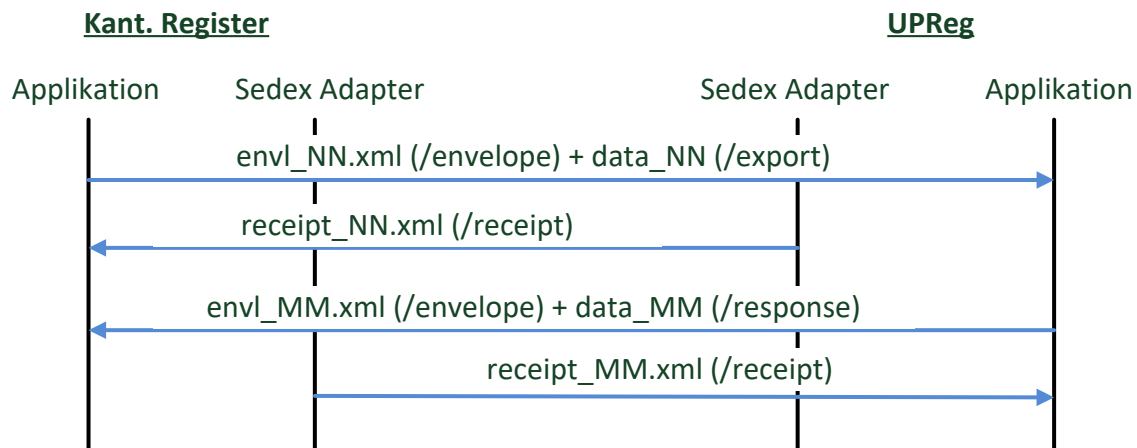 Kant. Register UPReg
Applikation Sedex Adapter Sedex Adapter Applikation
envl_NN.xml (/envelope) + data_NN (/export)
receipt_NN.xml (/receipt)
envl_MM.xml (/envelope) + data_MM (/response)
receipt_MM.xml (/receipt)